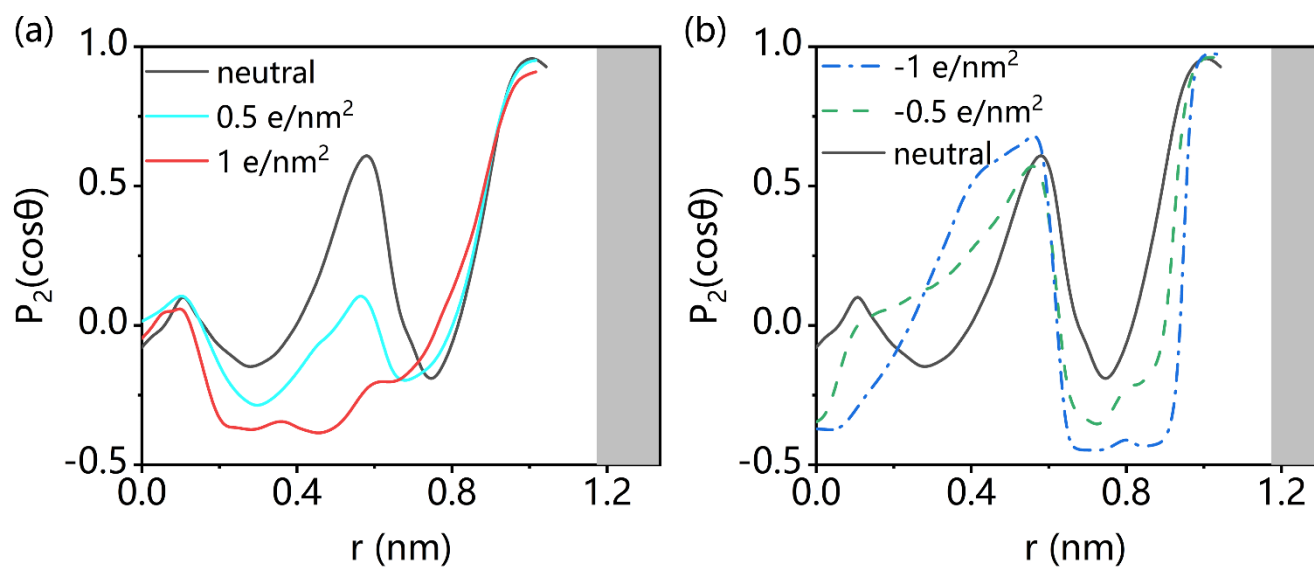 (a)
1.0
0.5
0.0
-0.5
P₂(cosθ)
neutral
0.5 e/nm²
1 e/nm²
0.0 0.4 0.8 1.2
r (nm)
(b)
1.0
0.5
0.0
-0.5
P₂(cosθ)
-1 e/nm²
-0.5 e/nm²
neutral
0.0 0.4 0.8 1.2
r (nm)